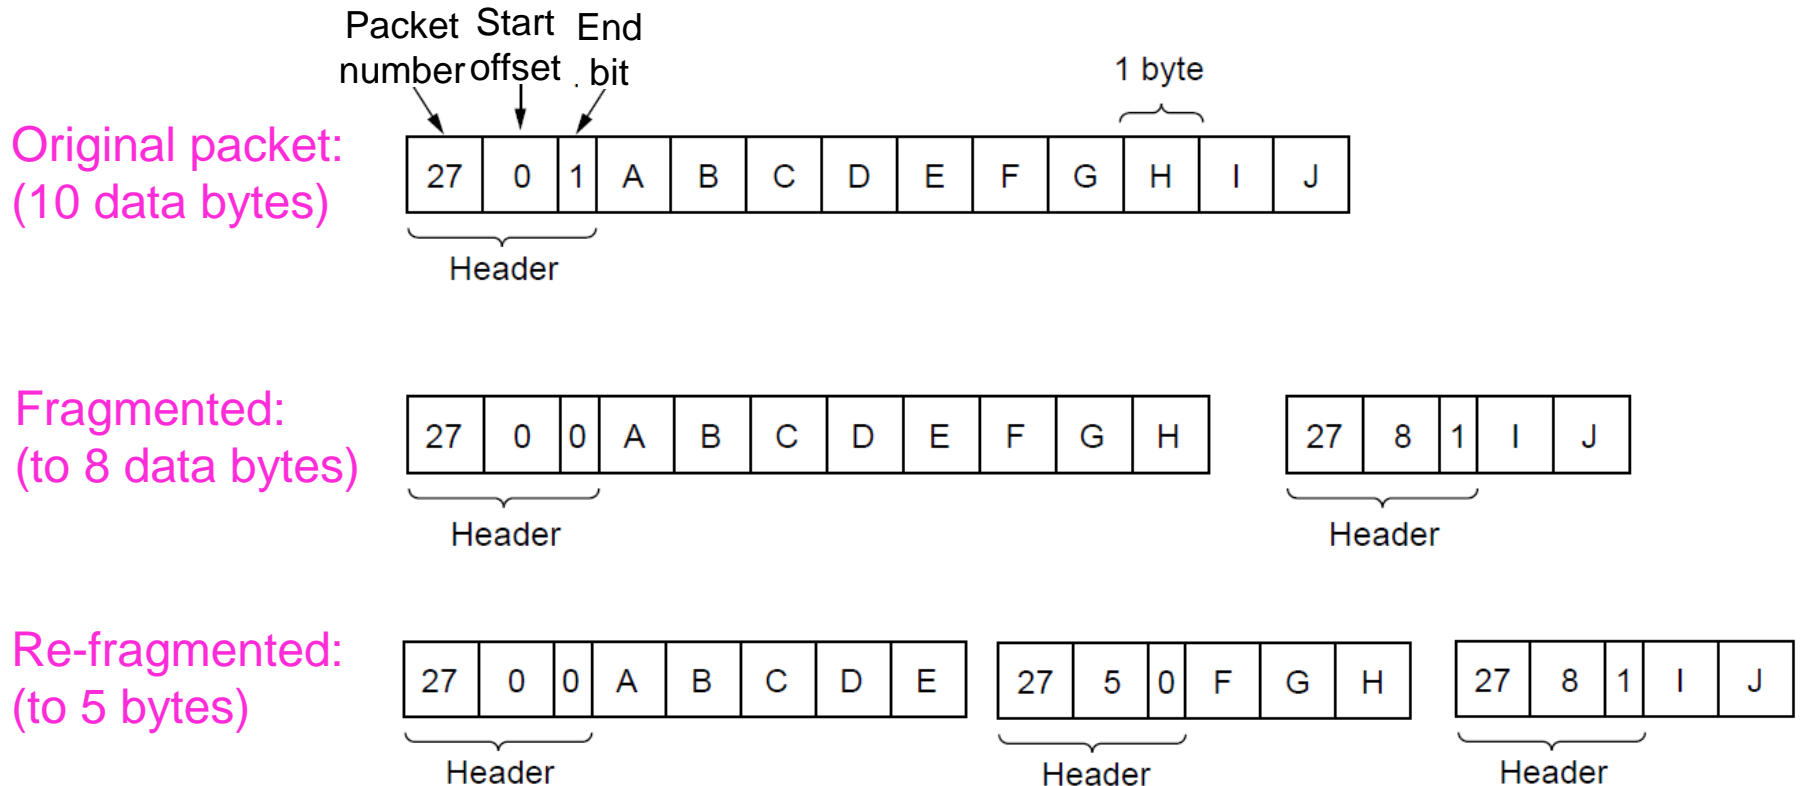 Packet Start End
number offset bit
1 byte
Original packet:
(10 data bytes)
27 0 1 A B C D E F G H I J
Header
Fragmented:
(to 8 data bytes)
27 0 0 A B C D E F G H
27 8 1 I J
Header
Header
Re-fragmented:
(to 5 bytes)
27 0 0 A B C D E
27 5 0 F G H
27 8 1 I J
Header
Header
Header